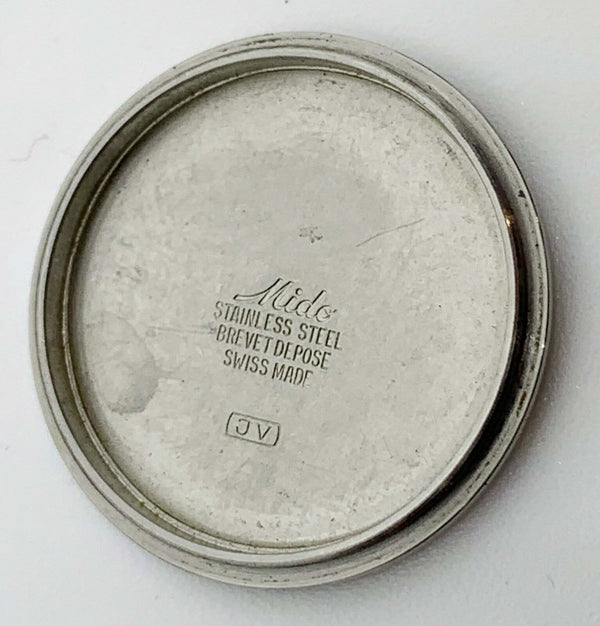 Mido
STAINLESS STEEL
BREVET DEPOSE
SWISS MADE
JV